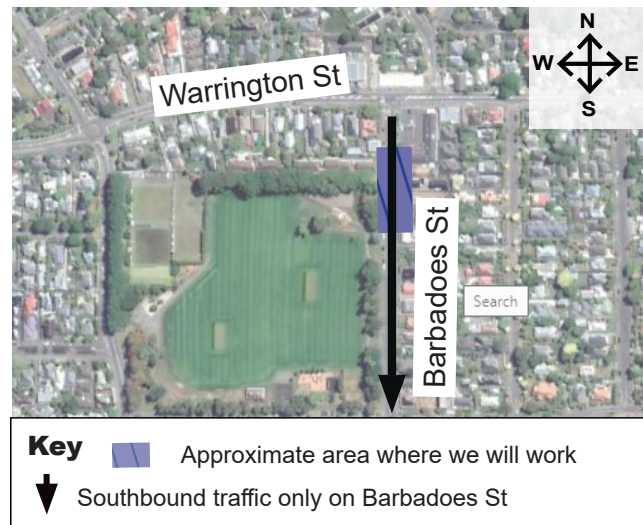 N
W E
S
Warrington St
Barbadoes St
Search
Key
Approximate area where we will work
Southbound traffic only on Barbadoes St